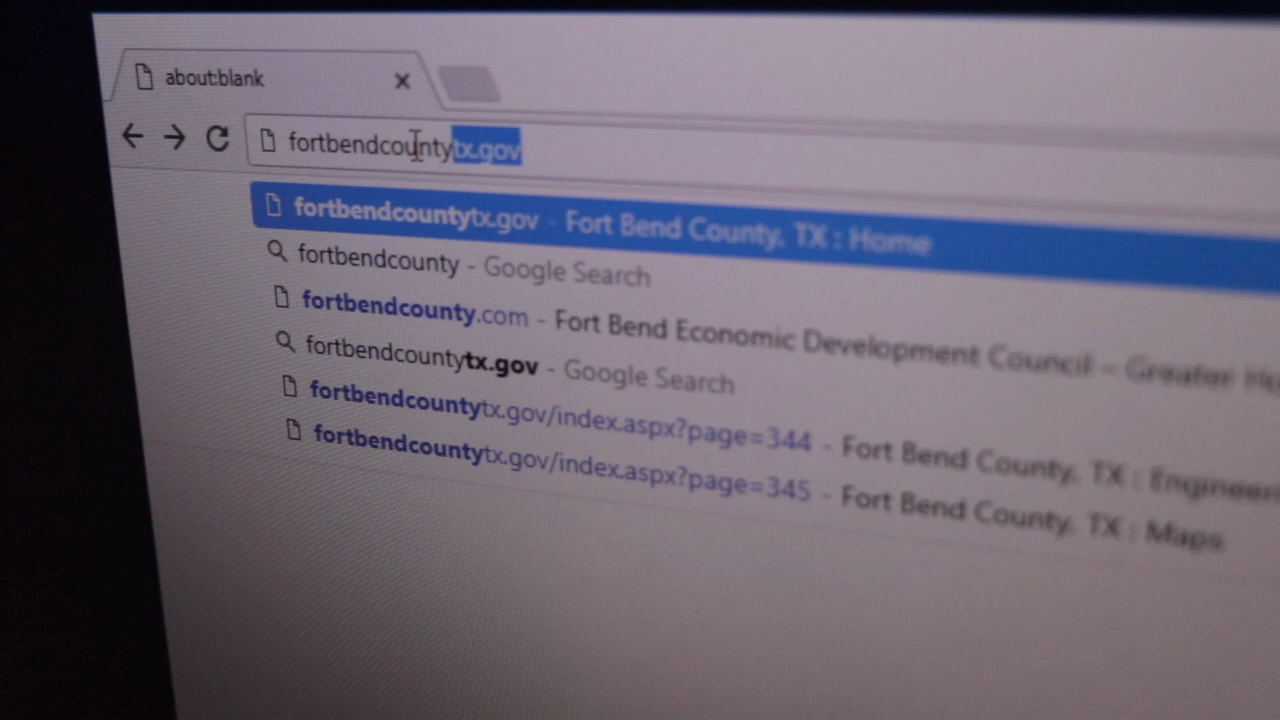 about:blank
fortbendcountytx.gov
fortbendcountytx.gov - Fort Bend County, TX : Home
fortbendcounty - Google Search
fortbendcounty.com - Fort Bend Economic Development Council - Greater
fortbendcountytx.gov - Google Search
fortbendcountytx.gov/index.aspx?page=344 - Fort Bend County, TX :
fortbendcountytx.gov/index.aspx?page=345 - Fort Bend County, TX : Maps